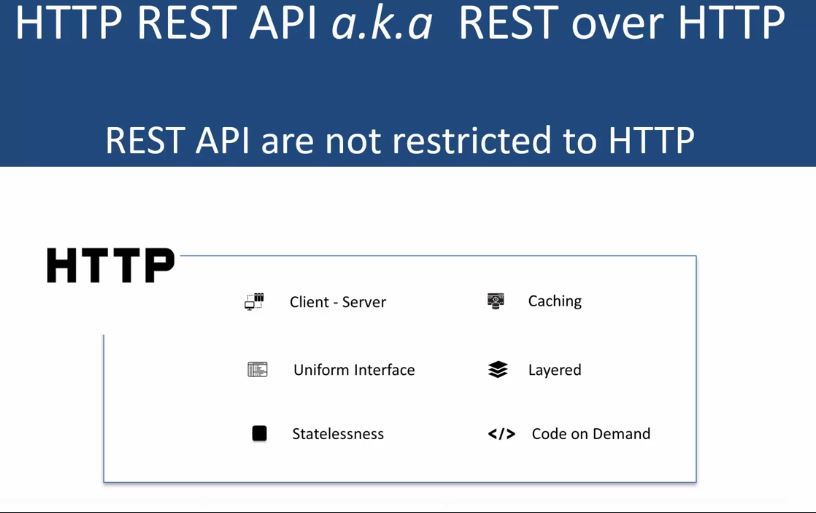 HTTP REST API a.k.a REST over HTTP
REST API are not restricted to HTTP
HTTP
Client - Server
Caching
Uniform Interface
Layered
Statelessness
</> Code on Demand